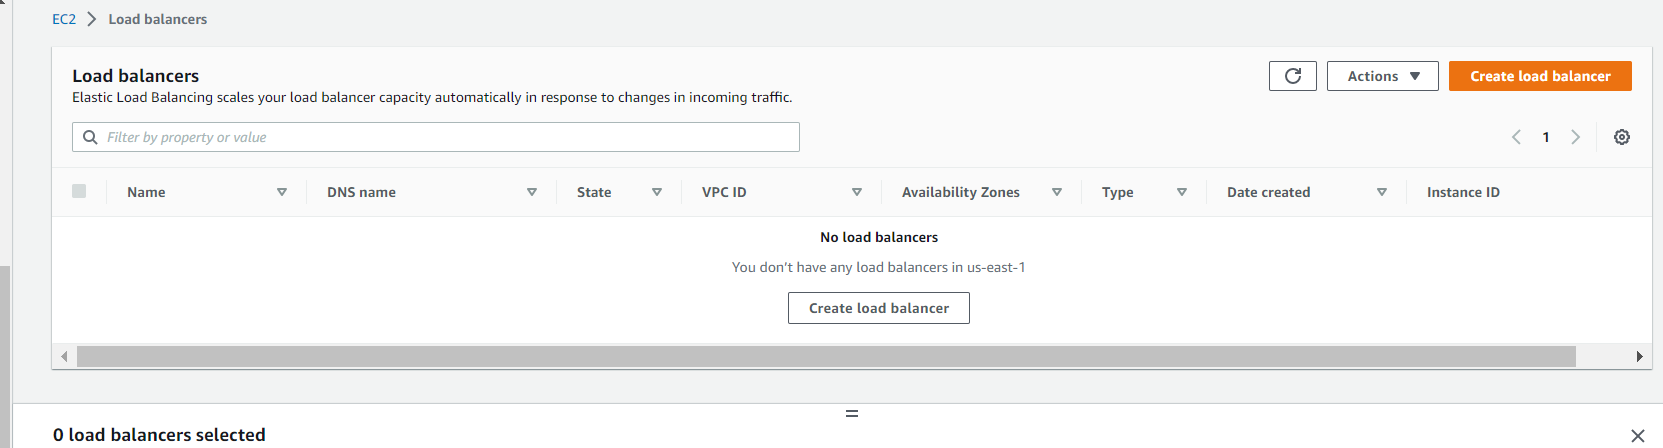 EC2 > Load balancers
Load balancers
Actions
Create load balancer
Elastic Load Balancing scales your load balancer capacity automatically in response to changes in incoming traffic.
Filter by property or value
1
Name DNS name State VPC ID Availability Zones Type Date created Instance ID
No load balancers
You don't have any load balancers in us-east-1
Create load balancer
0 load balancers selected